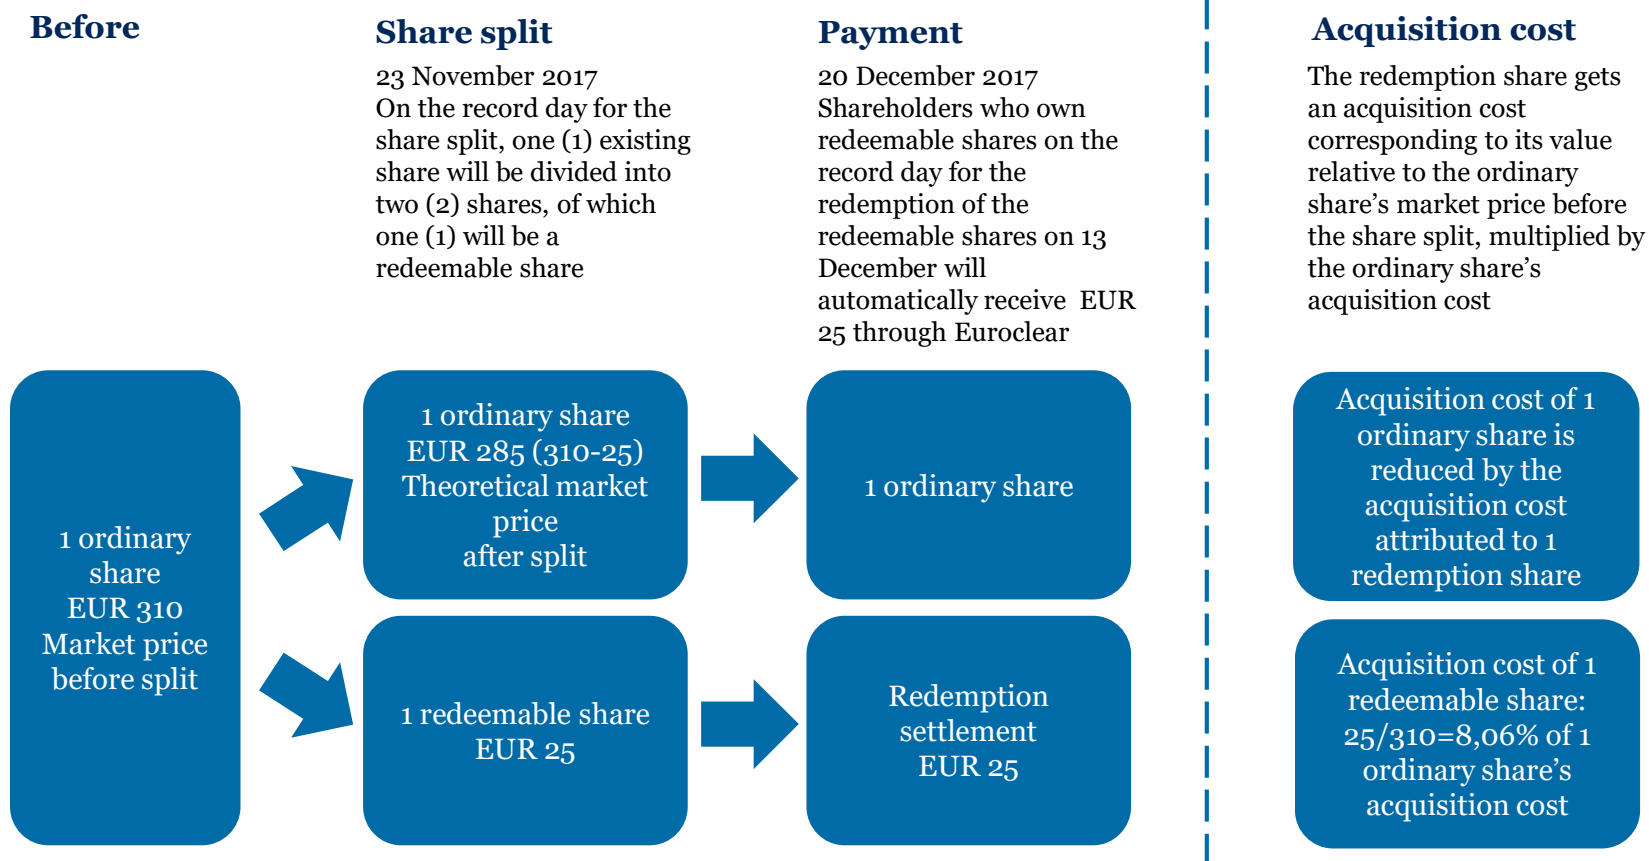 Before
Share split
23 November 2017
On the record day for the
share split, one (1) existing
share will be divided into
two (2) shares, of which
one (1) will be a
redeemable share
Payment
20 December 2017
Shareholders who own
redeemable shares on the
record day for the
redemption of the
redeemable shares on 13
December will
automatically receive EUR
25 through Euroclear
Acquisition cost
The redemption share gets
an acquisition cost
corresponding to its value
relative to the ordinary
share's market price before
the share split, multiplied by
the ordinary share's
acquisition cost
1 ordinary
share
EUR 310
Market price
before split
1 ordinary share
EUR 285 (310-25)
Theoretical market
price
after split
1 ordinary share
Acquisition cost of 1
ordinary share is
reduced by the
acquisition cost
attributed to 1
redemption share
1 redeemable share
EUR 25
Redemption
settlement
EUR 25
Acquisition cost of 1
redeemable share:
25/310=8,06% of 1
ordinary share's
acquisition cost